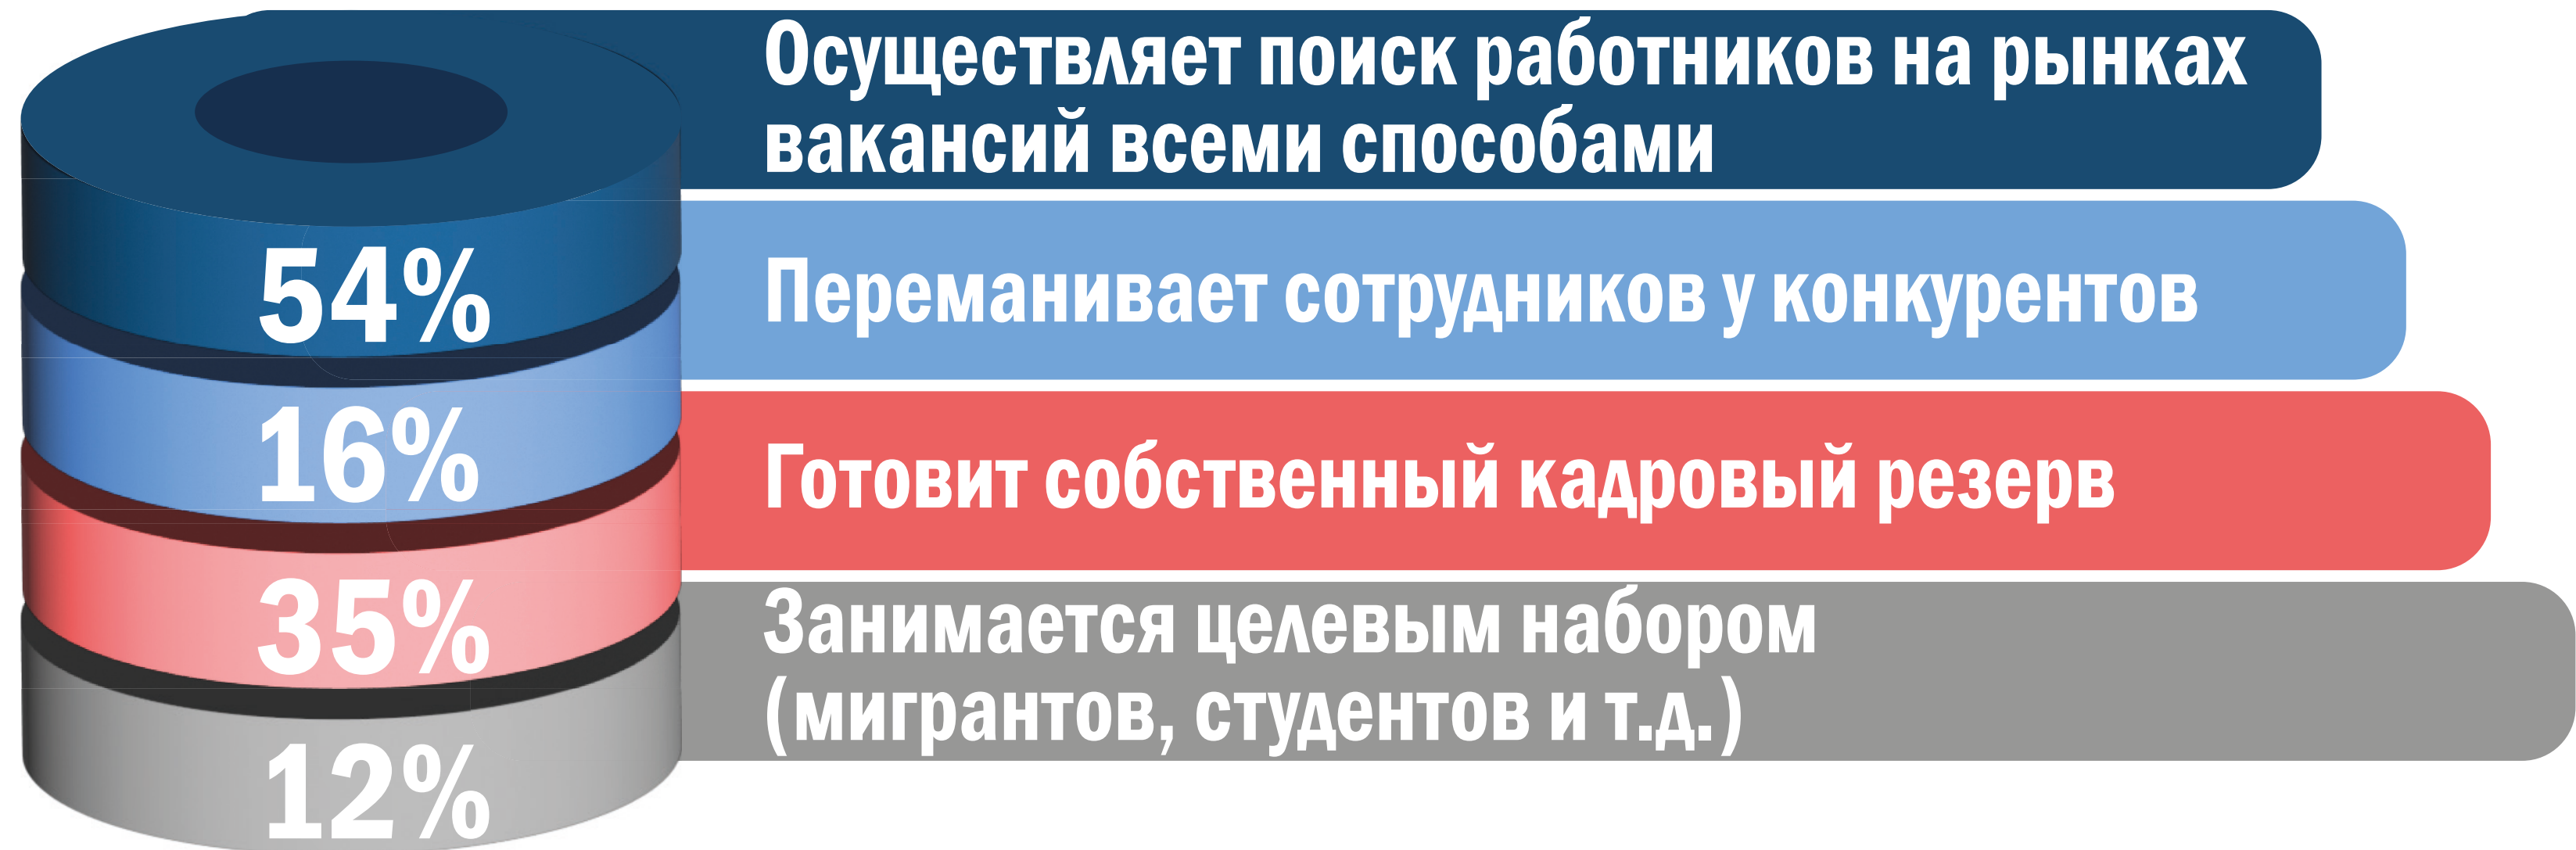 Осуществляет поиск работников на рынках
вакансий всеми способами
54%
Переманивает сотрудников у конкурентов
16%
Готовит собственный кадровый резерв
35%
Занимается целевым набором
(мигрантов, студентов и т.д.)
12%